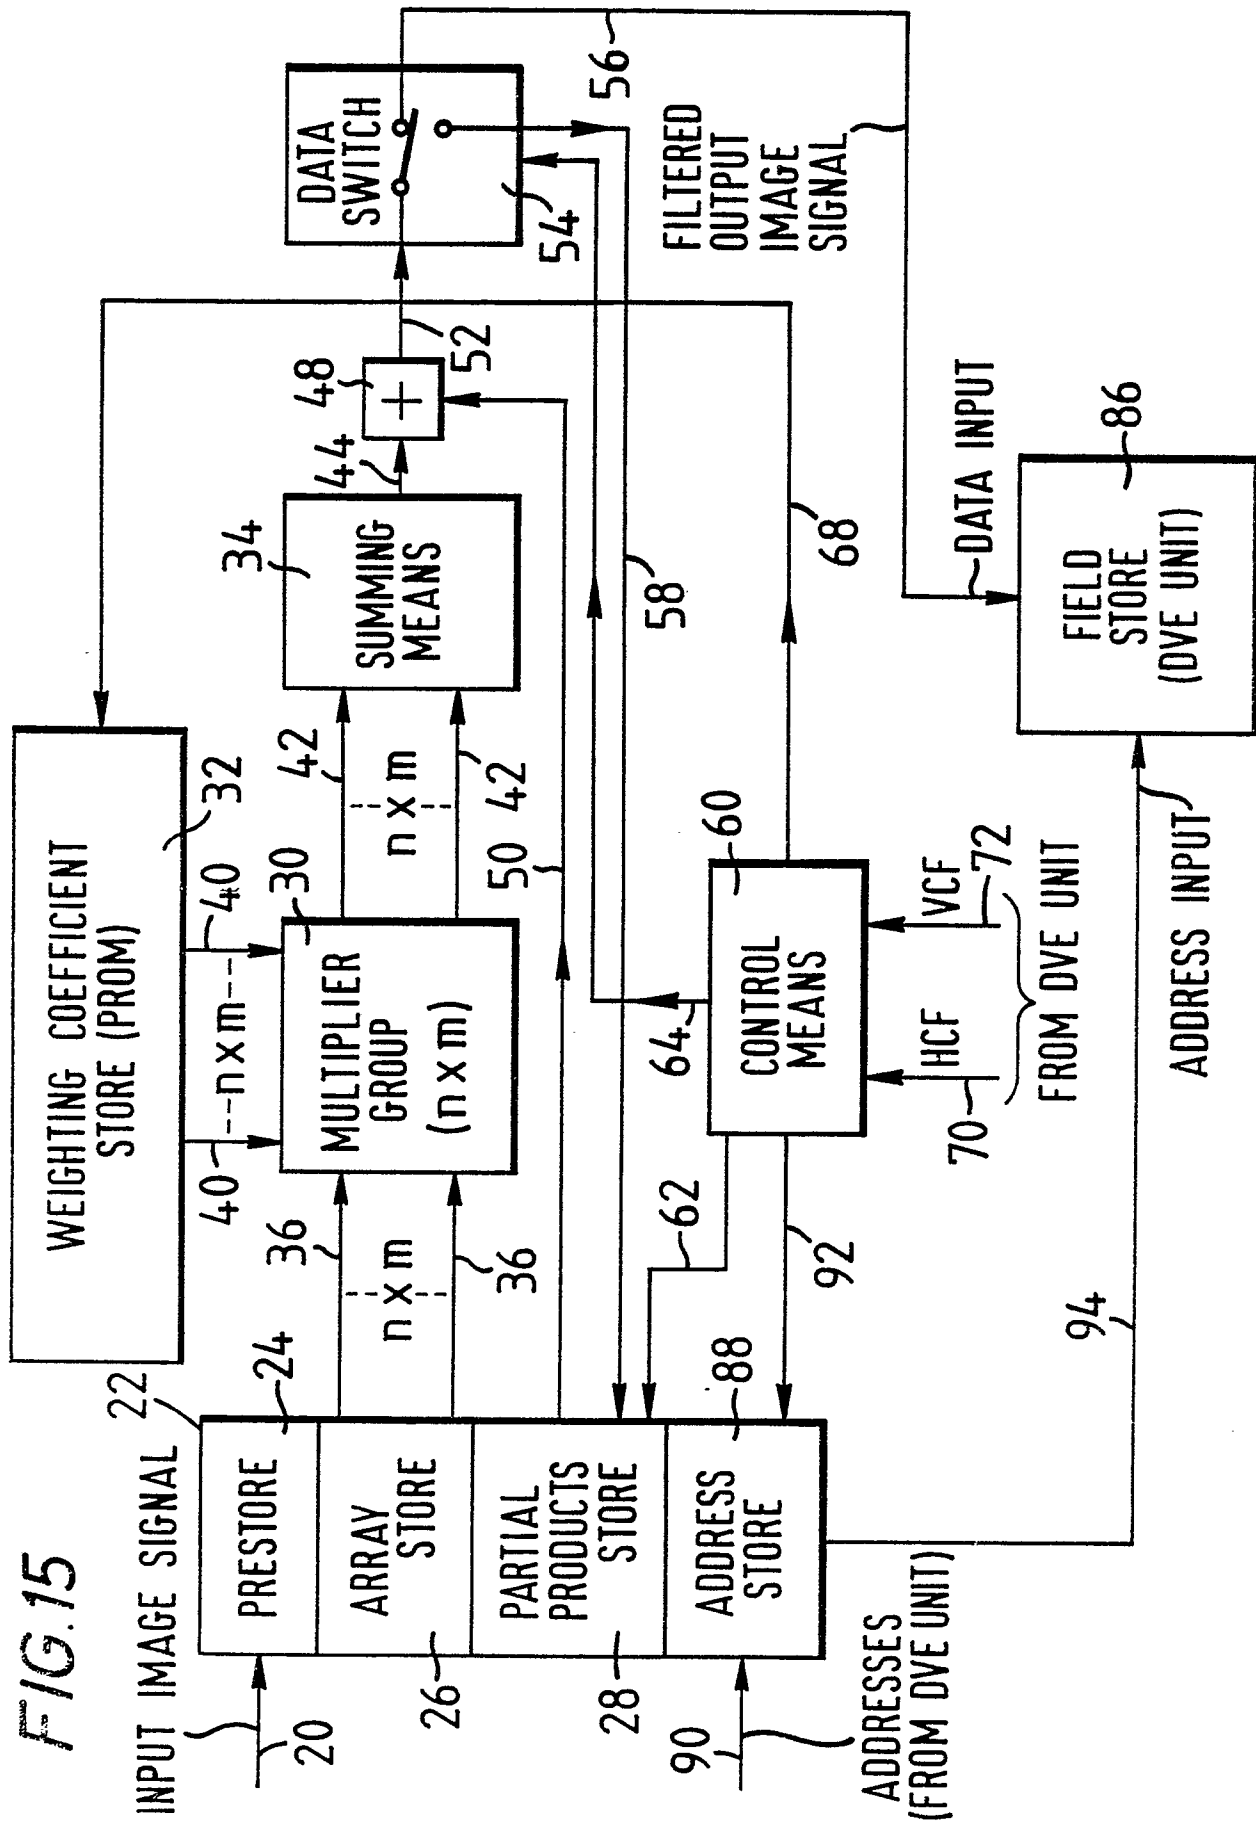 FIG.15
INPUT IMAGE SIGNAL
20
22
PRESTORE
24
ARRAY
STORE
26
PARTIAL
PRODUCTS
STORE
28
ADDRESS
STORE
88
90
ADDRESSES
(FROM DVE UNIT)
WEIGHTING COEFFICIENT
STORE (PROM)
32
40
n x m
40
36
n x m
36
MULTIPLIER
GROUP
(n x m)
30
42
n x m
42
SUMMING
MEANS
34
44
+
48
50
52
DATA
SWITCH
54
56
58
FILTERED
OUTPUT
IMAGE
SIGNAL
62
64
CONTROL
MEANS
60
68
92
HCF
70
VCF
72
FROM DVE UNIT
94
ADDRESS INPUT
DATA INPUT
FIELD
STORE
(DVE UNIT)
86